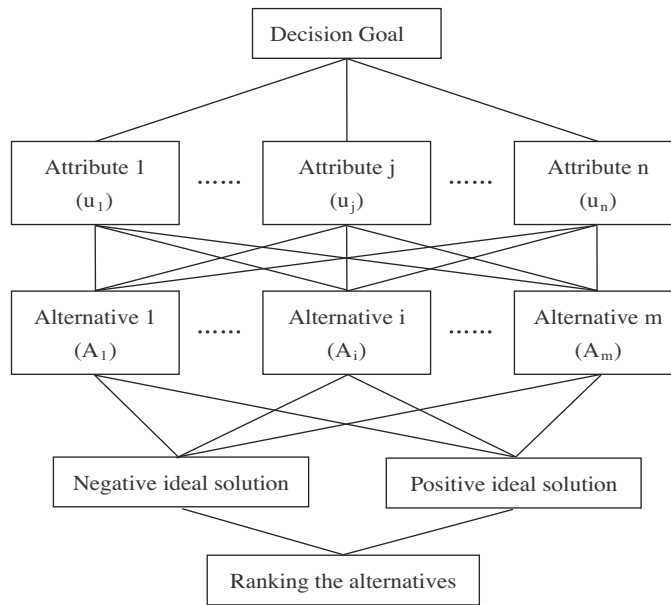 Decision Goal
Attribute 1 ...... Attribute j ...... Attribute n
(u₁) (uⱼ) (uₙ)
Alternative 1 ...... Alternative i ...... Alternative m
(A₁) (Aᵢ) (Aₘ)
Negative ideal solution Positive ideal solution
Ranking the alternatives